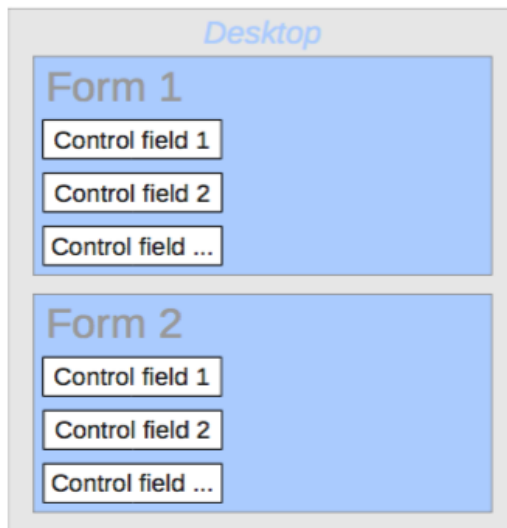 Desktop
Form 1
Control field 1
Control field 2
Control field ...
Form 2
Control field 1
Control field 2
Control field ...